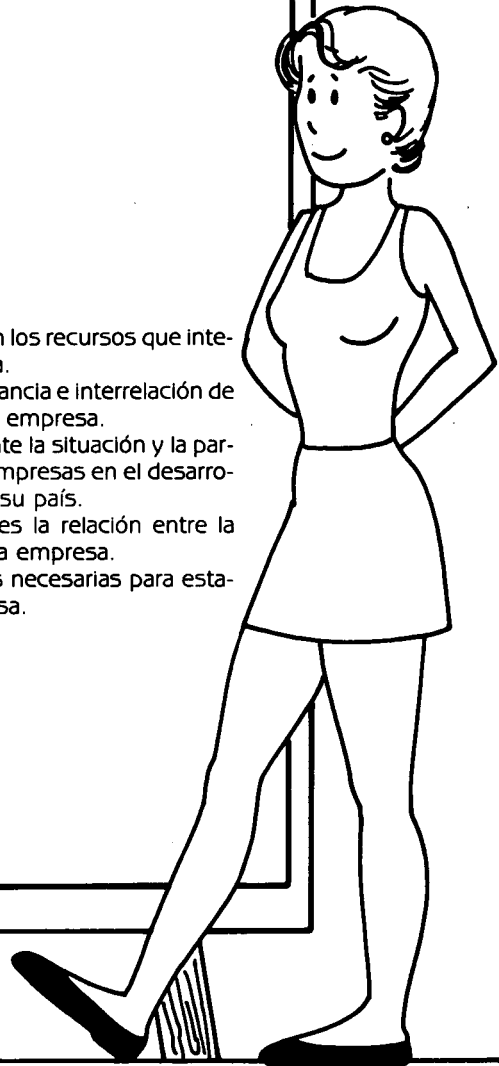 n los recursos que inte-
a.
ancia e interrelación de
empresa.
te la situación y la par-
mpresas en el desarro-
su país.
es la relación entre la
a empresa.
s necesarias para esta-
sa.